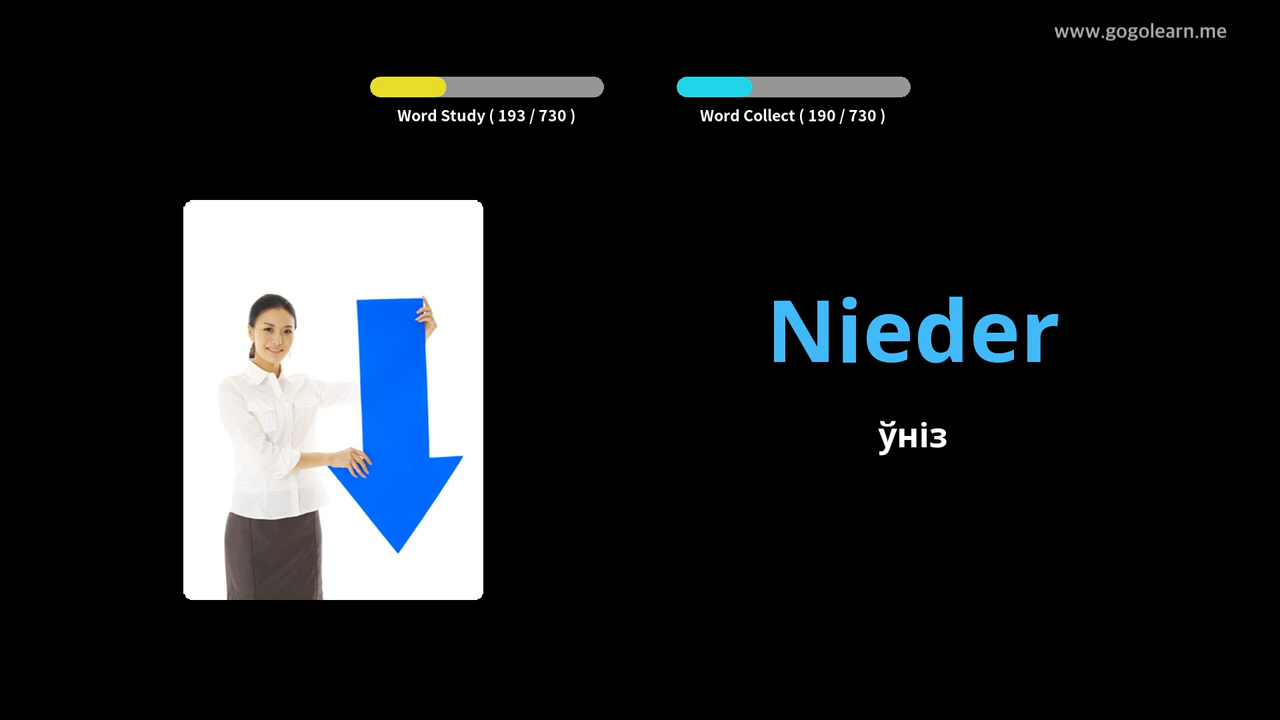 www.gogolearn.me
Word Study ( 193 / 730 )
Word Collect ( 190 / 730 )
Nieder
ўніз